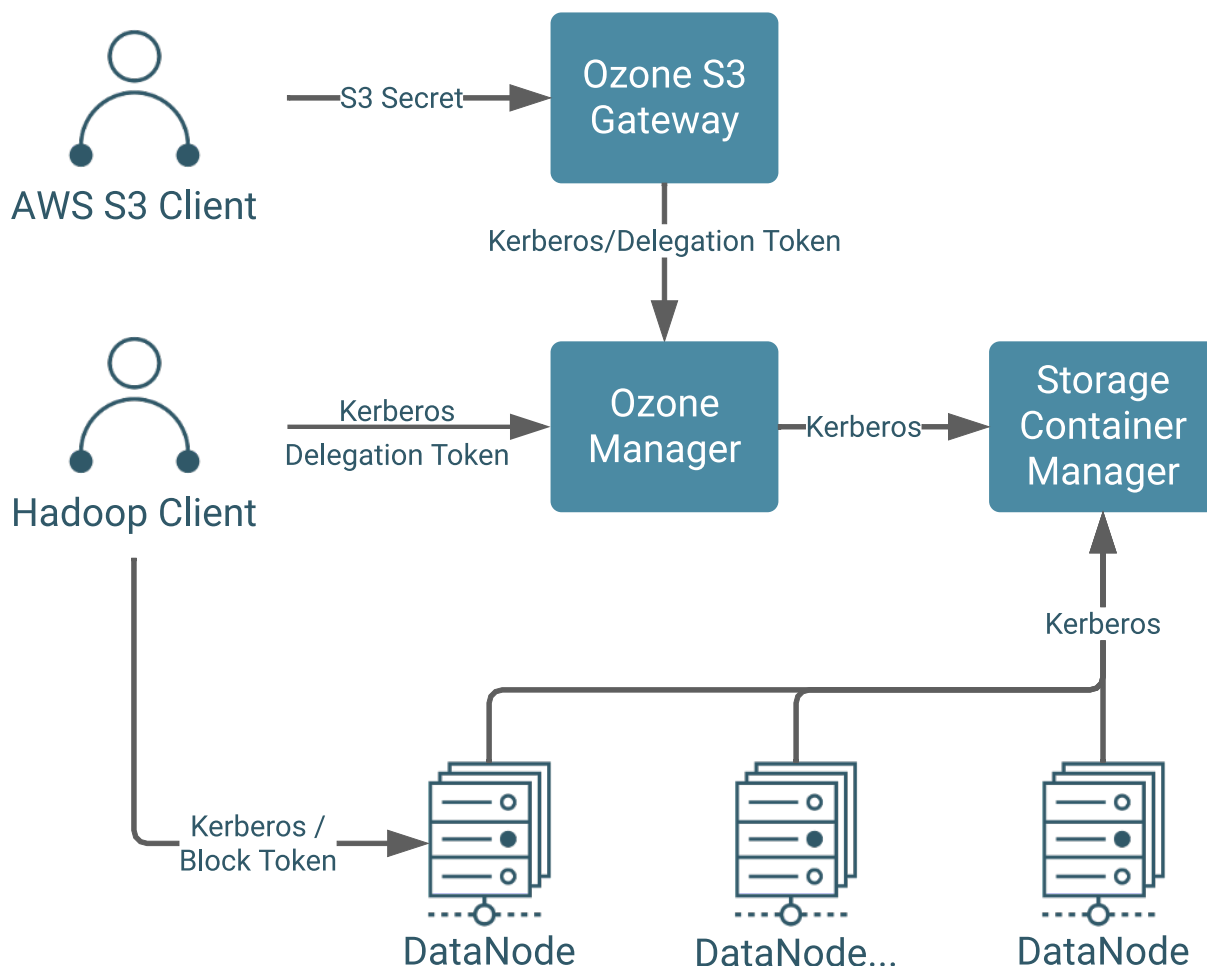 AWS S3 Client
S3 Secret
Ozone S3
Gateway
Kerberos/Delegation Token
Hadoop Client
Kerberos
Delegation Token
Ozone
Manager
Kerberos
Storage
Container
Manager
Kerberos
Kerberos /
Block Token
DataNode
DataNode...
DataNode